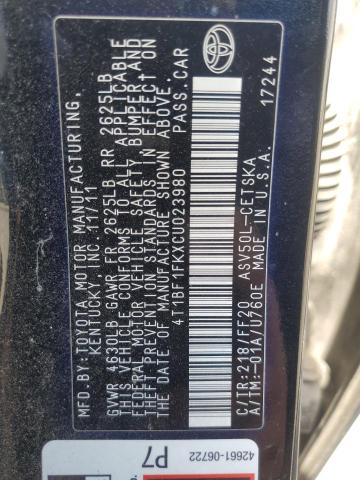 MFD.BY:TOYOTA MOTOR MANUFACTURING,
KENTUCKY, INC. 11/11
GVWR 4630LB GAWR FR 2625LB RR 2625LB
THIS VEHICLE CONFORMS TO ALL APPLICABLE
FEDERAL MOTOR VEHICLE SAFETY, BUMPER, AND
THEFT PREVENTION STANDARDS IN EFFECT ON
THE DATE OF MANUFACTURE SHOWN ABOVE.
4T1BF1FKXCU023980 PASS.CAR
C/TR:218/FF20 ASV50L-CETSKA
A/TM:-01A/U760E MADE IN U.S.A.
17244
42661-06722
P7